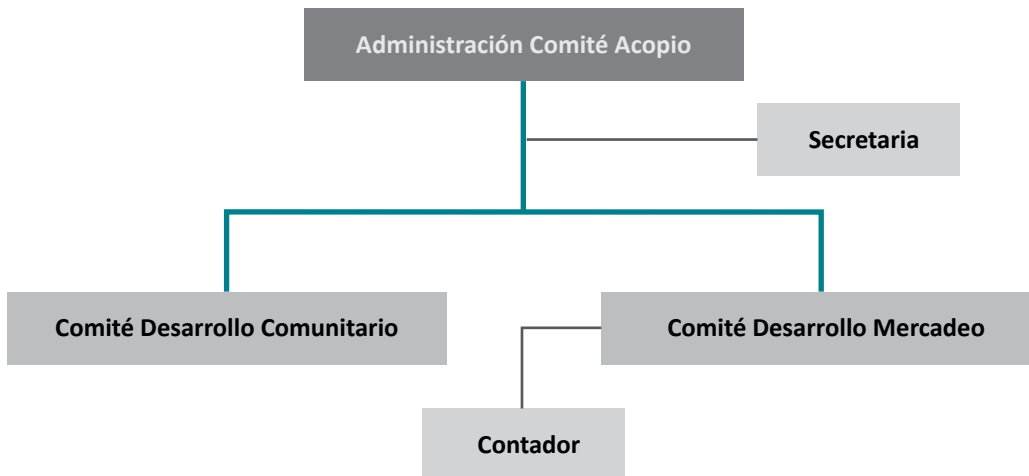 Administración Comité Acopio
Secretaria
Comité Desarrollo Comunitario
Comité Desarrollo Mercadeo
Contador